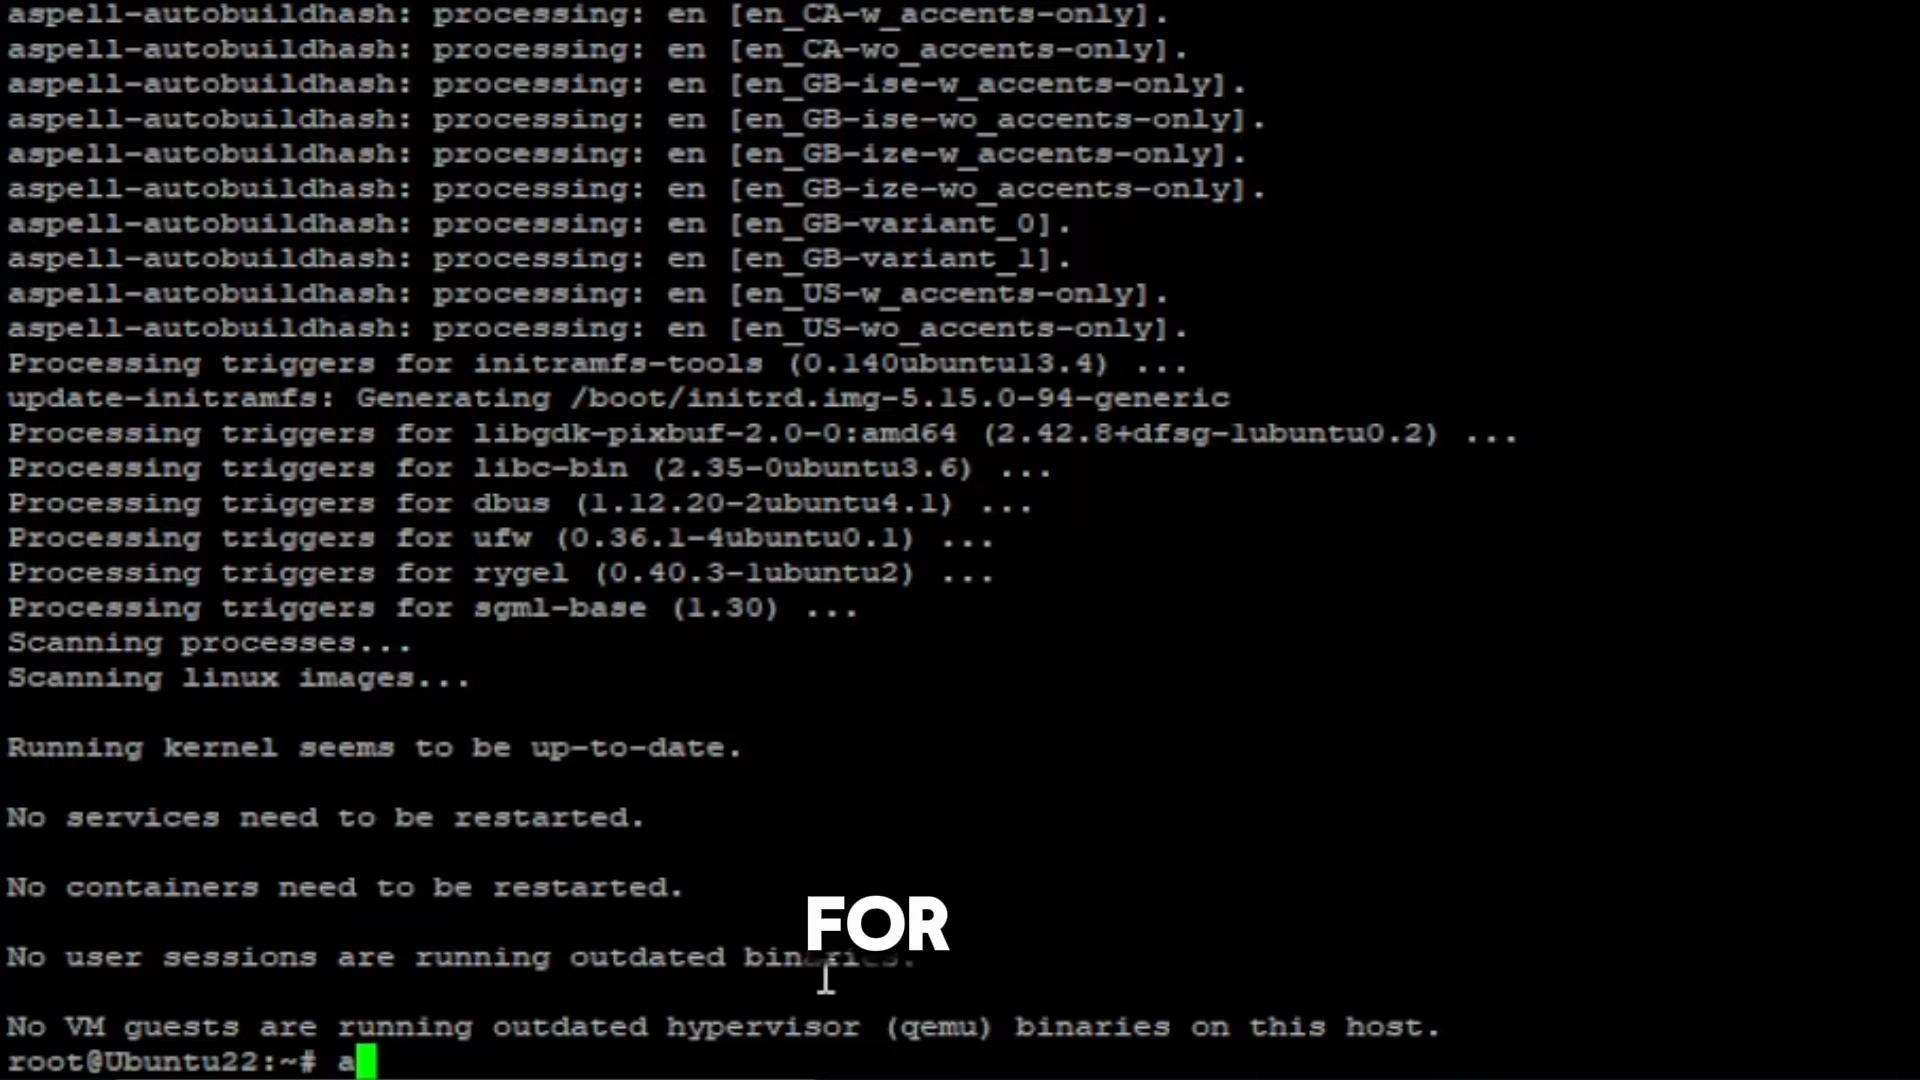 aspell-autobuildhash: processing: en [en_CA-w_accents-only].
aspell-autobuildhash: processing: en [en_CA-wo_accents-only].
aspell-autobuildhash: processing: en [en_GB-ise-w_accents-only].
aspell-autobuildhash: processing: en [en_GB-ise-wo_accents-only].
aspell-autobuildhash: processing: en [en_GB-ize-w_accents-only].
aspell-autobuildhash: processing: en [en_GB-ize-wo_accents-only].
aspell-autobuildhash: processing: en [en_GB-variant_0].
aspell-autobuildhash: processing: en [en_GB-variant_1].
aspell-autobuildhash: processing: en [en_US-w_accents-only].
aspell-autobuildhash: processing: en [en_US-wo_accents-only].
Processing triggers for initramfs-tools (0.140ubuntu13.4) ...
update-initramfs: Generating /boot/initrd.img-5.15.0-94-generic
Processing triggers for libgdk-pixbuf-2.0-0:amd64 (2.42.8+dfsg-1ubuntu0.2) ...
Processing triggers for libc-bin (2.35-0ubuntu3.6) ...
Processing triggers for dbus (1.12.20-2ubuntu4.1) ...
Processing triggers for ufw (0.36.1-4ubuntu0.1) ...
Processing triggers for rygel (0.40.3-1ubuntu2) ...
Processing triggers for sgml-base (1.30) ...
Scanning processes...
Scanning linux images...
Running kernel seems to be up-to-date.
No services need to be restarted.
No containers need to be restarted.
FOR
No user sessions are running outdated binaries.
No VM guests are running outdated hypervisor (qemu) binaries on this host.
root@Ubuntu22:~# a